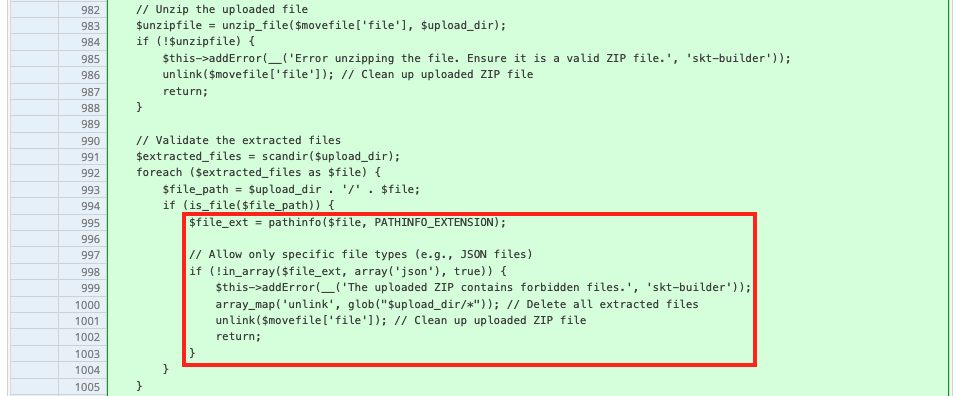 982 // Unzip the uploaded file
983 $unzipfile = unzip_file($movefile['file'], $upload_dir);
984 if (!$unzipfile) {
985 $this->addError(__('Error unzipping the file. Ensure it is a valid ZIP file.', 'skt-builder'));
986 unlink($movefile['file']); // Clean up uploaded ZIP file
987 return;
988 }
989
990 // Validate the extracted files
991 $extracted_files = scandir($upload_dir);
992 foreach ($extracted_files as $file) {
993 $file_path = $upload_dir . '/' . $file;
994 if (is_file($file_path)) {
995 $file_ext = pathinfo($file, PATHINFO_EXTENSION);
996
997 // Allow only specific file types (e.g., JSON files)
998 if (!in_array($file_ext, array('json'), true)) {
999 $this->addError(__('The uploaded ZIP contains forbidden files.', 'skt-builder'));
1000 array_map('unlink', glob("$upload_dir/*")); // Delete all extracted files
1001 unlink($movefile['file']); // Clean up uploaded ZIP file
1002 return;
1003 }
1004 }
1005 }